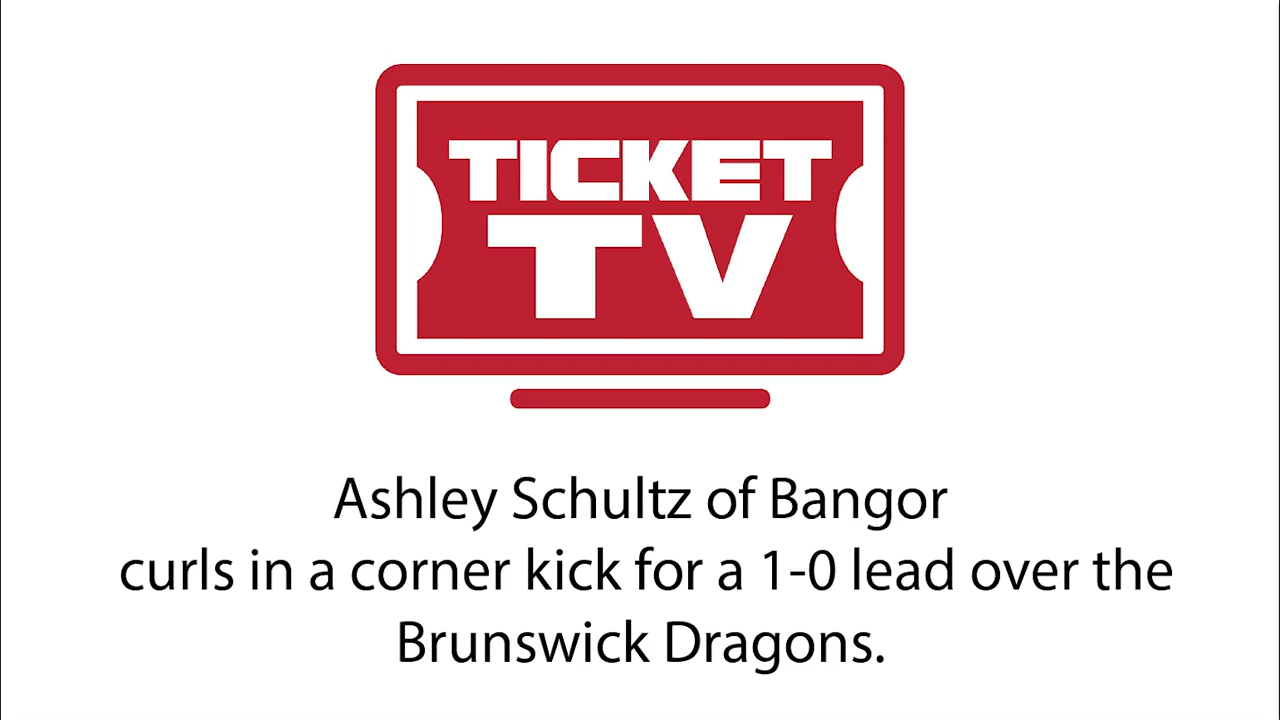 TICKET
TV
Ashley Schultz of Bangor
curls in a corner kick for a 1-0 lead over the
Brunswick Dragons.